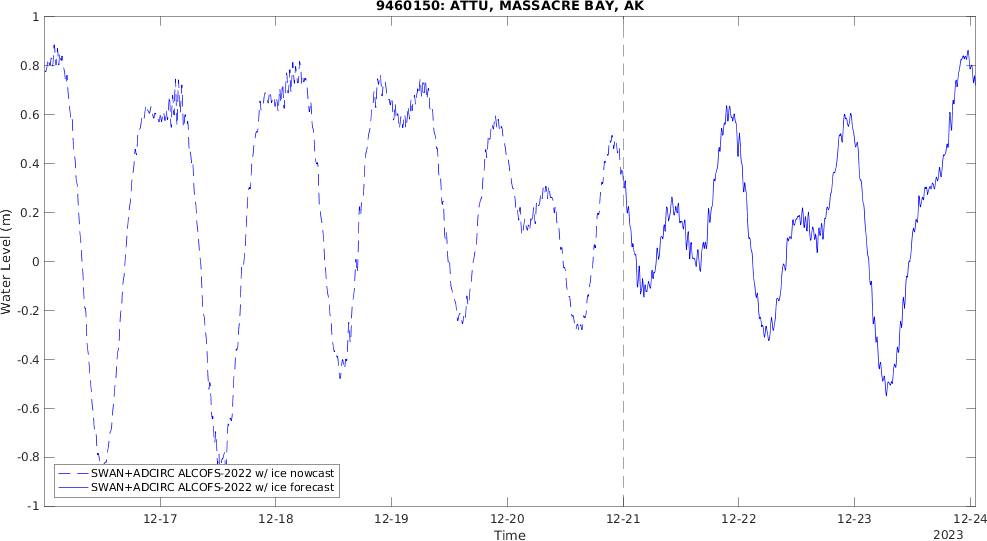 9460150: ATTU, MASSACRE BAY, AK
Water Level (m)
1
0.8
0.6
0.4
0.2
0
-0.2
-0.4
-0.6
-0.8
-1
SWAN+ADCIRC ALCOFS-2022 w/ ice nowcast
SWAN+ADCIRC ALCOFS-2022 w/ ice forecast
12-17 12-18 12-19 12-20 12-21 12-22 12-23 12-24
Time
2023